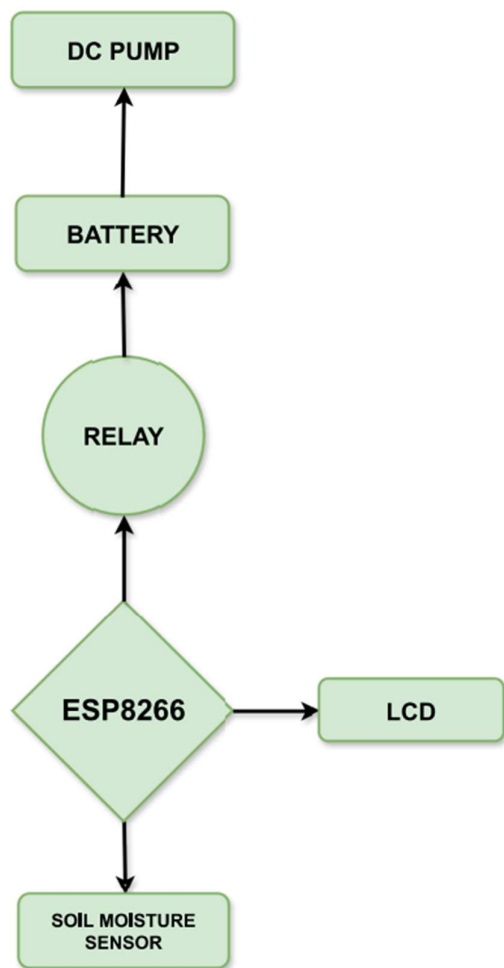 DC PUMP
BATTERY
RELAY
ESP8266
LCD
SOIL MOISTURE
SENSOR